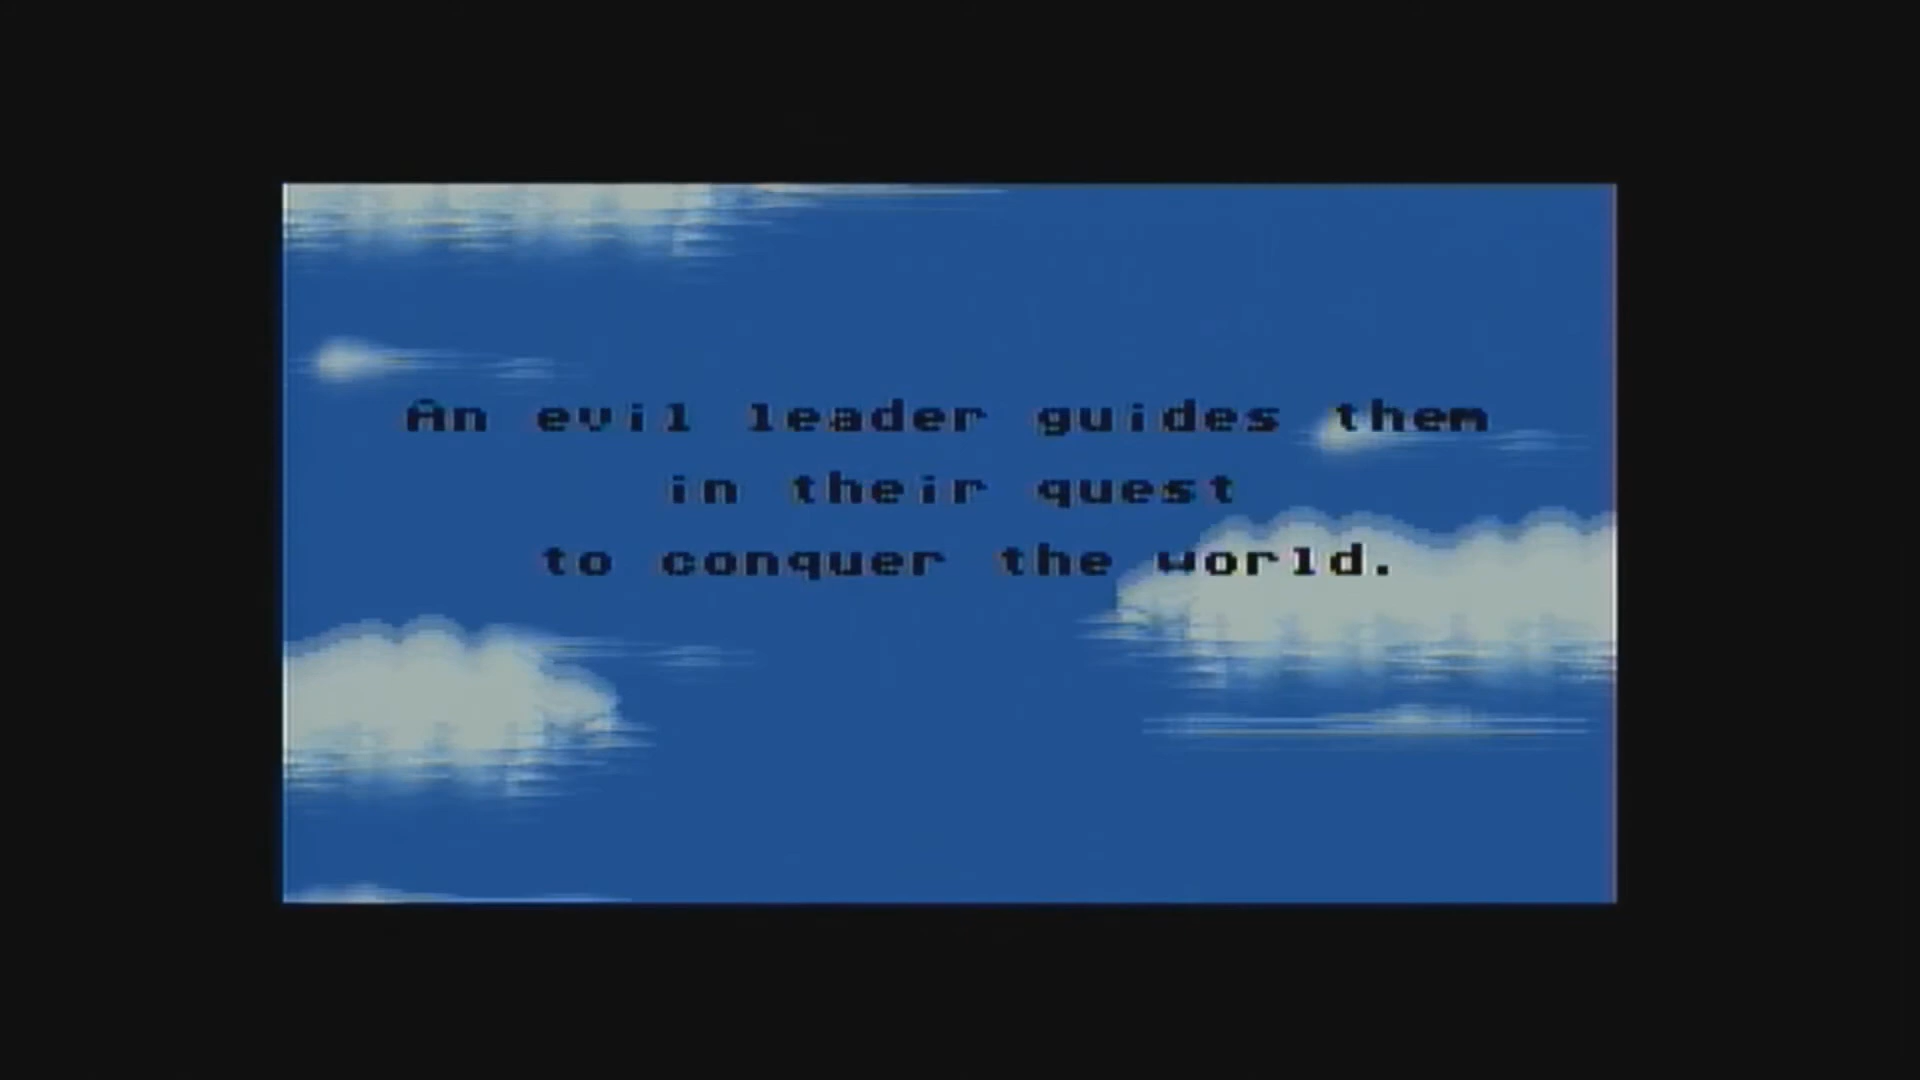 An evil leader guides them
in their quest
to conquer the world.